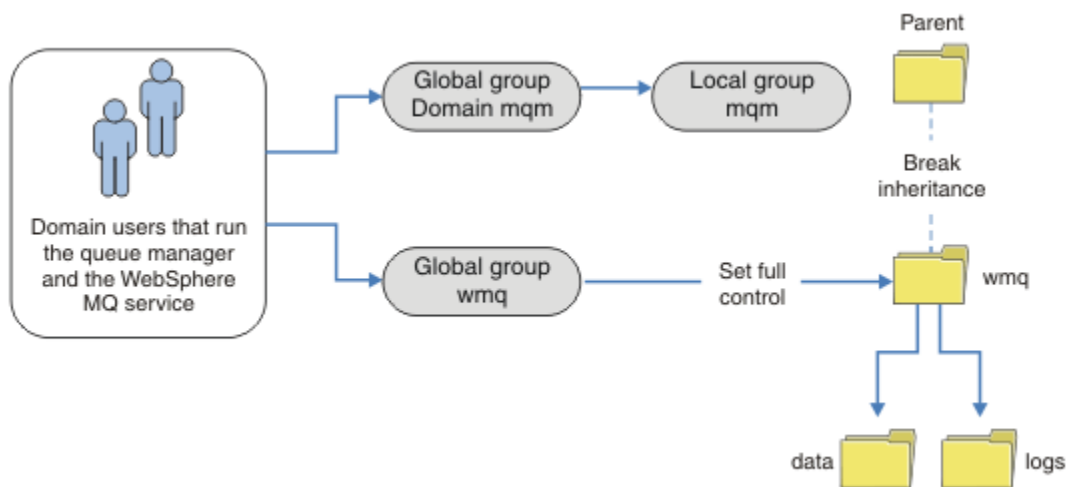 Parent
Global group
Domain mqm
Local group
mqm
Break
inheritance
Domain users that run
the queue manager
and the WebSphere
MQ service
Global group
wmq
Set full
control
wmq
data
logs